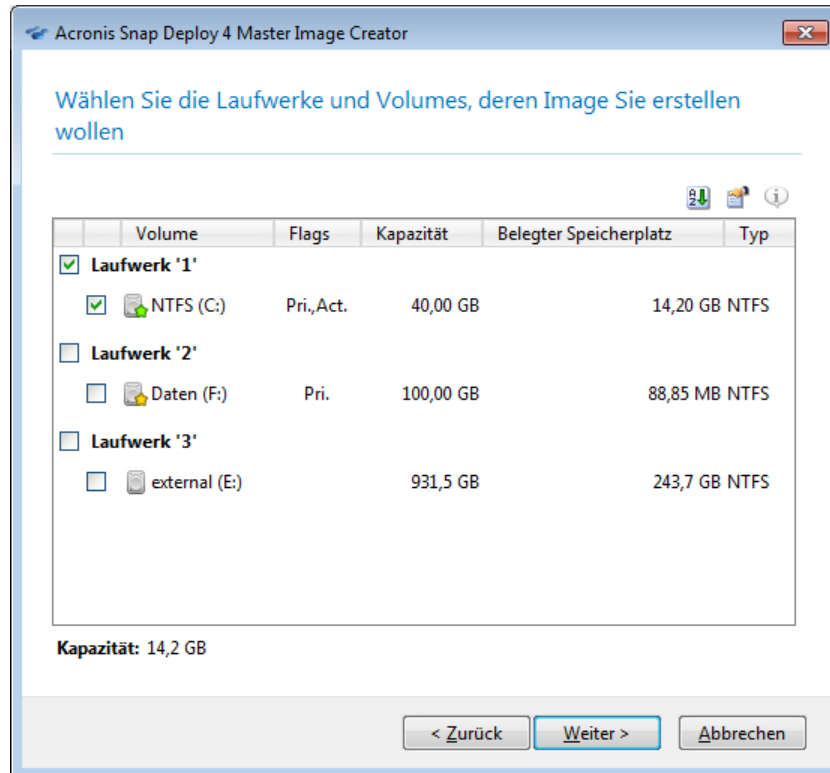 Acronis Snap Deploy 4 Master Image Creator
Wählen Sie die Laufwerke und Volumes, deren Image Sie erstellen
wollen
Volume Flags Kapazität Belegter Speicherplatz Typ
Laufwerk '1'
NTFS (C:) Pri.,Act. 40,00 GB 14,20 GB NTFS
Laufwerk '2'
Daten (F:) Pri. 100,00 GB 88,85 MB NTFS
Laufwerk '3'
external (E:) 931,5 GB 243,7 GB NTFS
Kapazität: 14,2 GB
< Zurück Weiter > Abbrechen